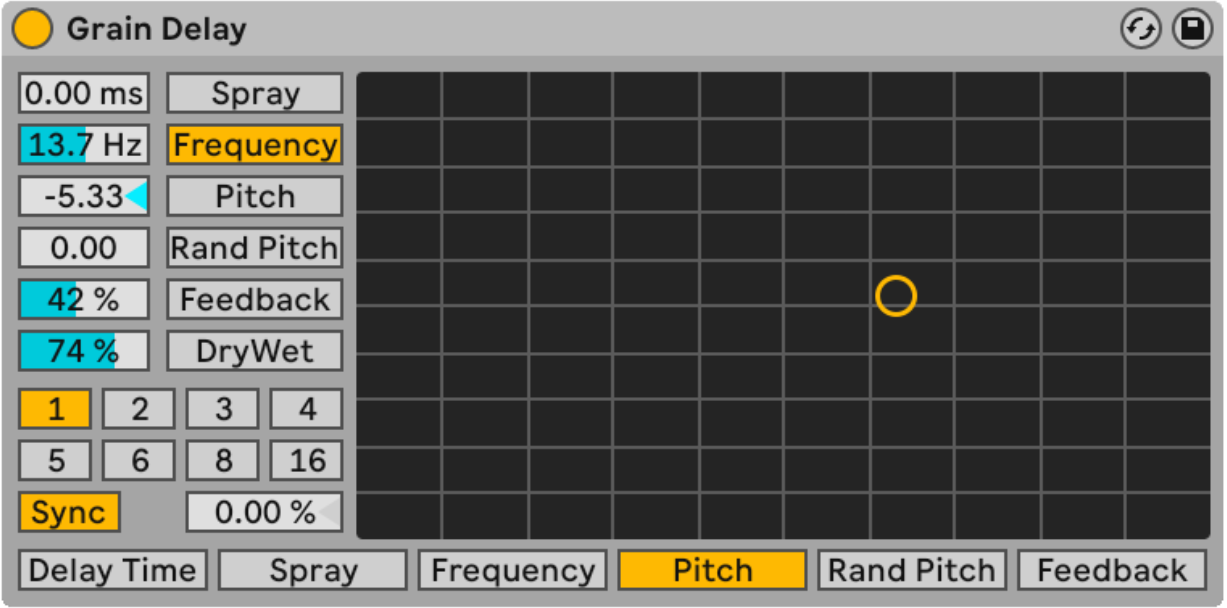 Grain Delay
0.00 ms Spray
13.7 Hz Frequency
-5.33 Pitch
0.00 Rand Pitch
42 % Feedback
74 % DryWet
1 2 3 4
5 6 8 16
Sync 0.00 %
Delay Time Spray Frequency Pitch Rand Pitch Feedback